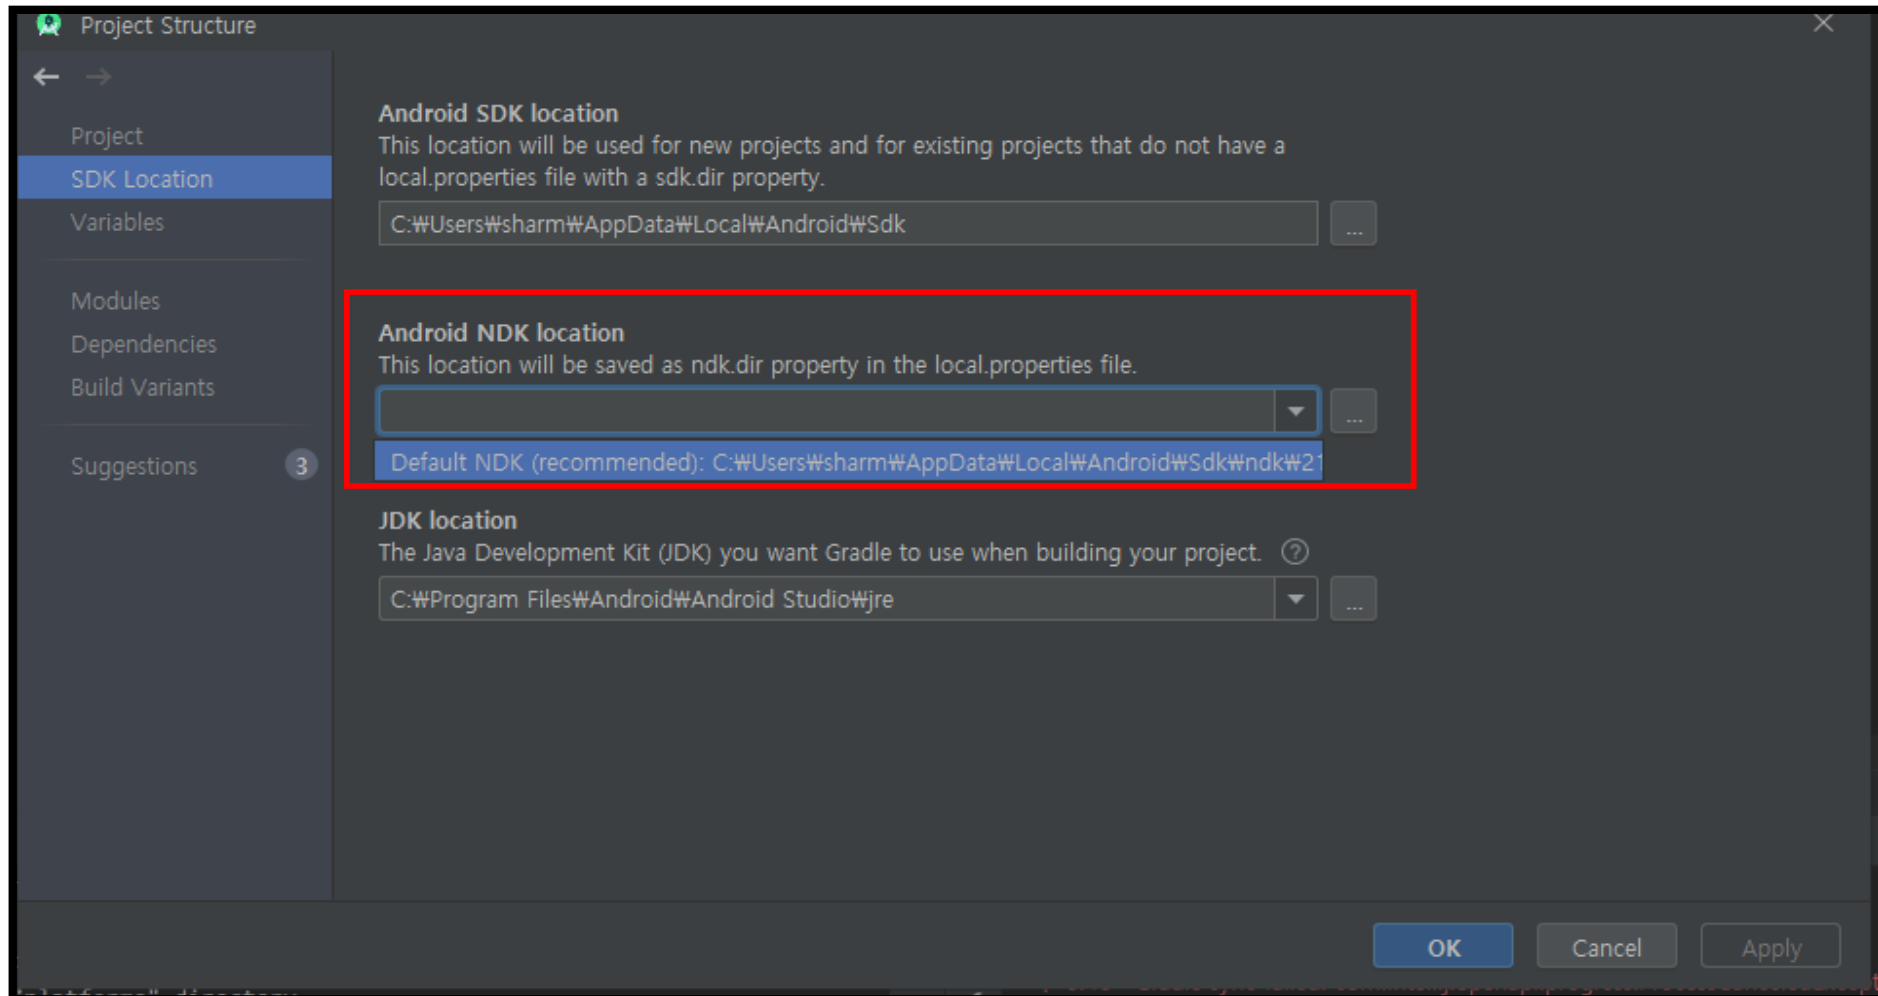 Project Structure
Project
SDK Location
Variables
Modules
Dependencies
Build Variants
Suggestions
3
Android SDK location
This location will be used for new projects and for existing projects that do not have a
local.properties file with a sdk.dir property.
C:₩Users₩sharm₩AppData₩Local₩Android₩Sdk
...
Android NDK location
This location will be saved as ndk.dir property in the local.properties file.
...
Default NDK (recommended): C:₩Users₩sharm₩AppData₩Local₩Android₩Sdk₩ndk₩21
JDK location
The Java Development Kit (JDK) you want Gradle to use when building your project. ?
C:₩Program Files₩Android₩Android Studio₩jre
...
OK
Cancel
Apply